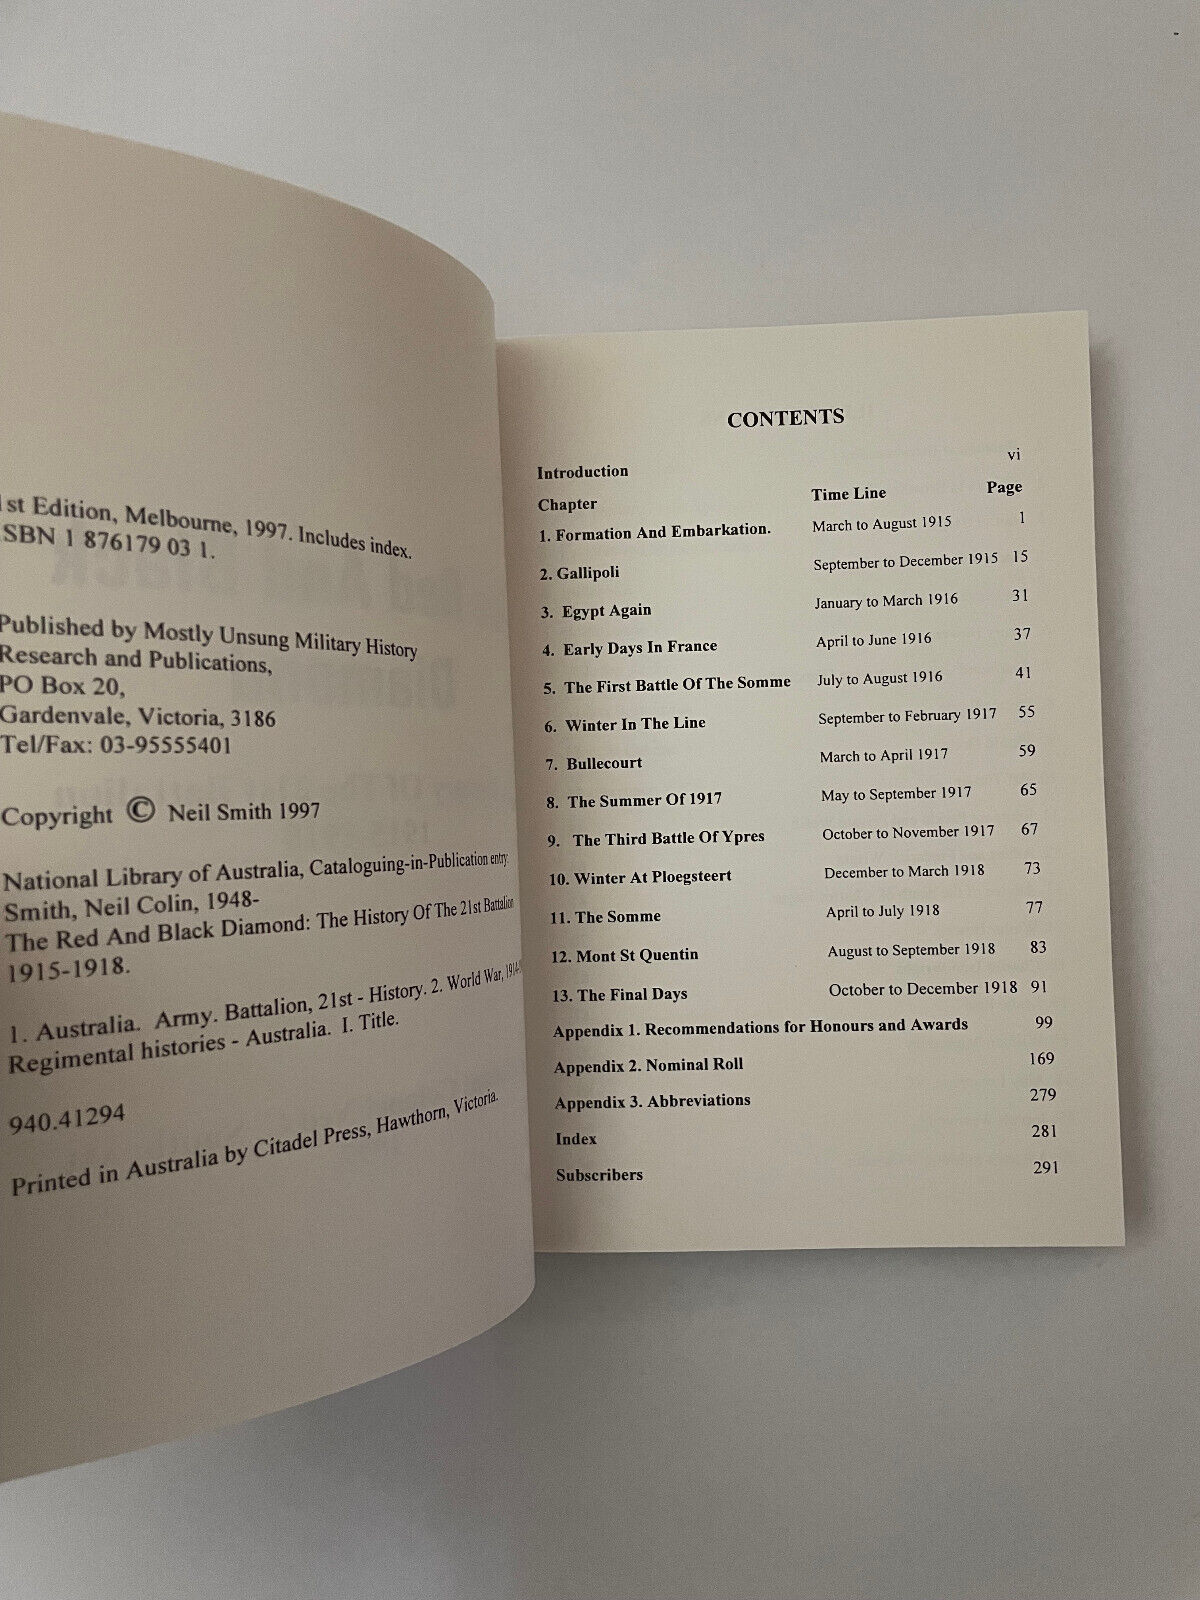 1st Edition, Melbourne, 1997. Includes index.
ISBN 1 876179 03 1.
Published by Mostly Unsung Military History
Research and Publications,
PO Box 20,
Gardenvale, Victoria, 3186
Tel/Fax: 03-95555401
Copyright © Neil Smith 1997
National Library of Australia, Cataloguing-in-Publication entry:
Smith, Neil Colin, 1948-
The Red And Black Diamond: The History Of The 21st Battalion
1915-1918.
1. Australia. Army. Battalion, 21st - History. 2. World War,
Regimental histories - Australia. I. Title.
940.41294
Printed in Australia by Citadel Press, Hawthorn, Victoria.
CONTENTS
Introduction vi
Chapter Time Line Page
1. Formation And Embarkation. March to August 1915 1
2. Gallipoli September to December 1915 15
3. Egypt Again January to March 1916 31
4. Early Days In France April to June 1916 37
5. The First Battle Of The Somme July to August 1916 41
6. Winter In The Line September to February 1917 55
7. Bullecourt March to April 1917 59
8. The Summer Of 1917 May to September 1917 65
9. The Third Battle Of Ypres October to November 1917 67
10. Winter At Ploegsteert December to March 1918 73
11. The Somme April to July 1918 77
12. Mont St Quentin August to September 1918 83
13. The Final Days October to December 1918 91
Appendix 1. Recommendations for Honours and Awards 99
Appendix 2. Nominal Roll 169
Appendix 3. Abbreviations 279
Index 281
Subscribers 291